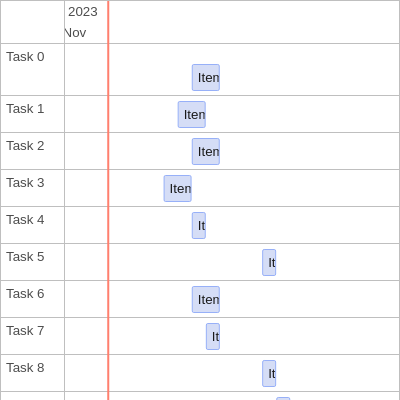 2023
Nov
Task 0
Iten
Task 1
Iten
Task 2
Iten
Task 3
Iten
Task 4
It
Task 5
It
Task 6
Iten
Task 7
It
Task 8
It